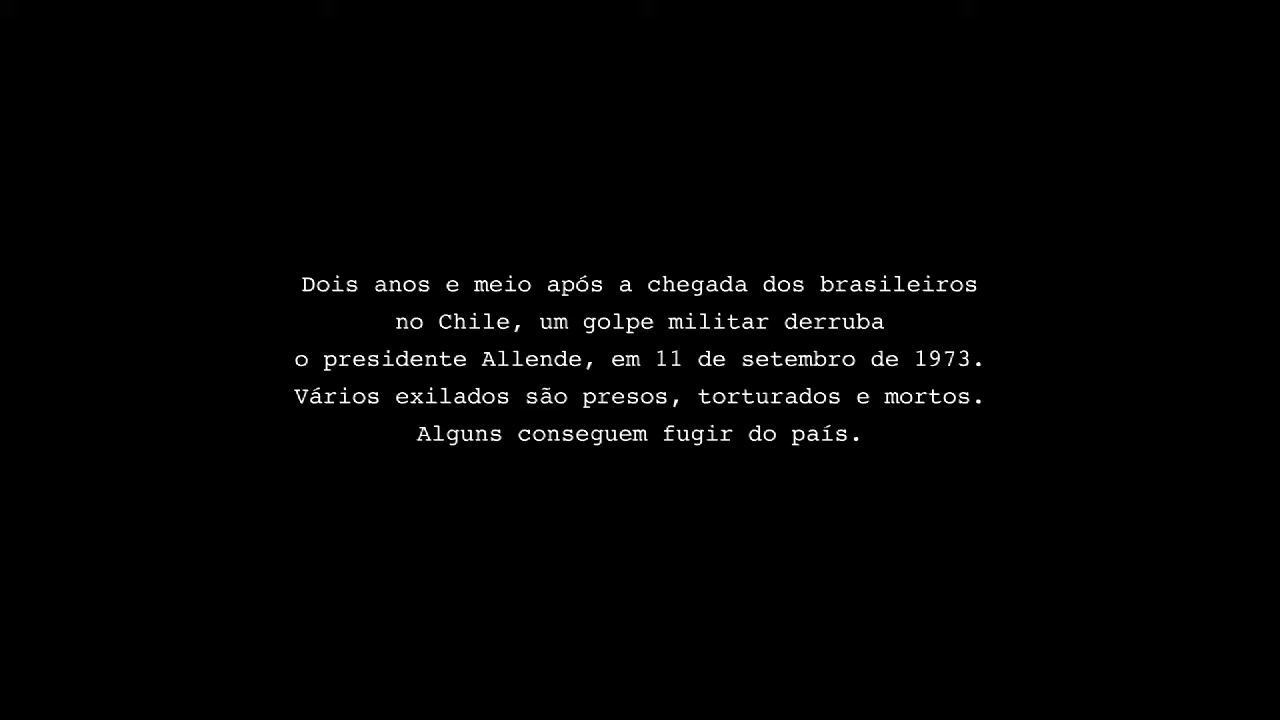 Dois anos e meio após a chegada dos brasileiros
no Chile, um golpe militar derruba
o presidente Allende, em 11 de setembro de 1973.
Vários exilados são presos, torturados e mortos.
Alguns conseguem fugir do país.